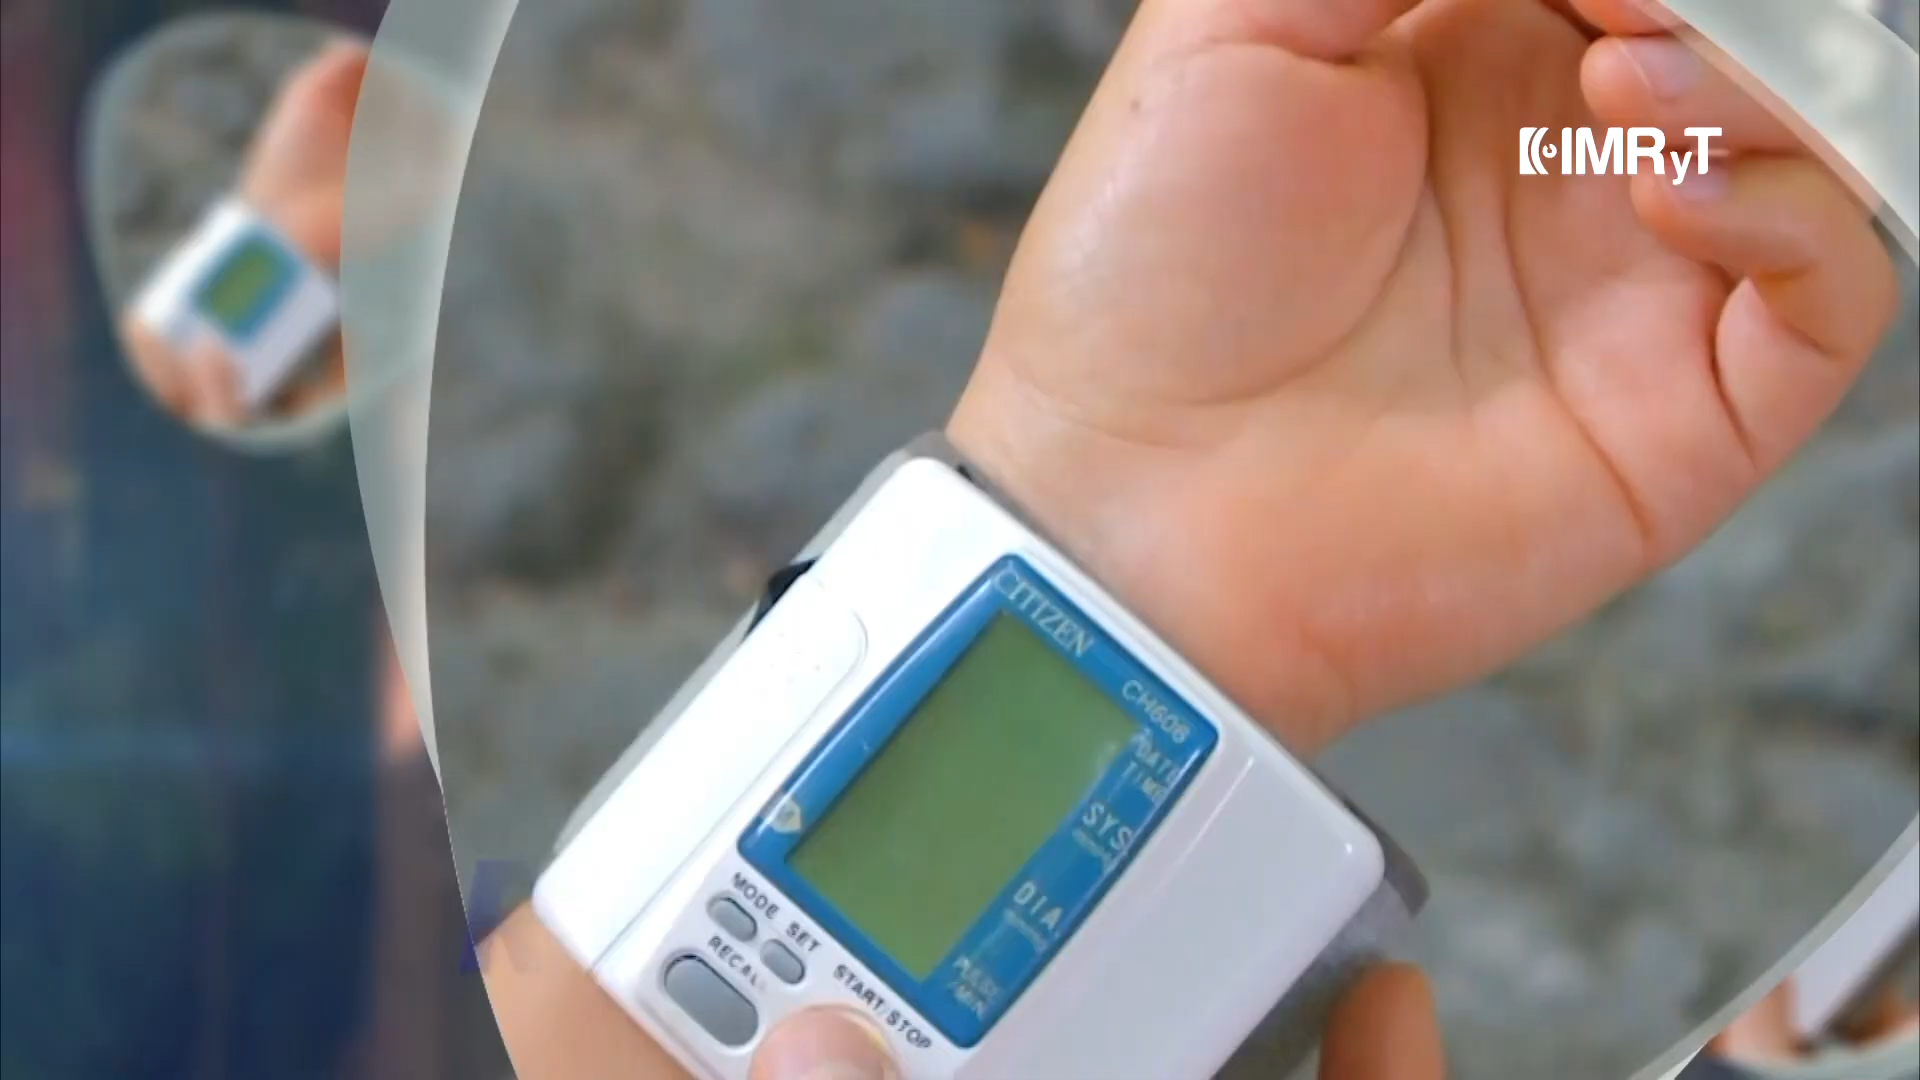 IMRyT
CITIZEN
CH608
DATE
TIME
SYS
DIA.
PULSE
/MIN
MODE
SET
RECALL
START/STOP